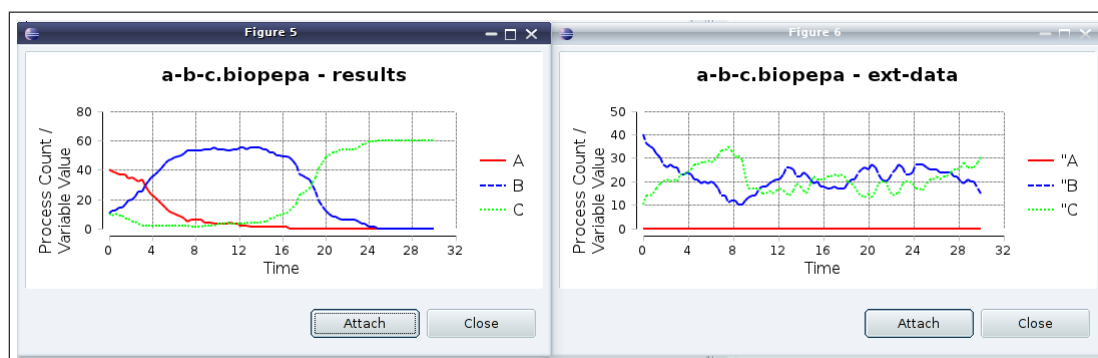 Figure 5
a-b-c.biopepa - results
Process Count /
Variable Value
80
60
40
20
0
0 4 8 12 16 20 24 28 32
Time
A
B
C
Attach Close
Figure 6
a-b-c.biopepa - ext-data
Process Count /
Variable Value
50
40
30
20
10
0
0 4 8 12 16 20 24 28 32
Time
"A
"B
"C
Attach Close